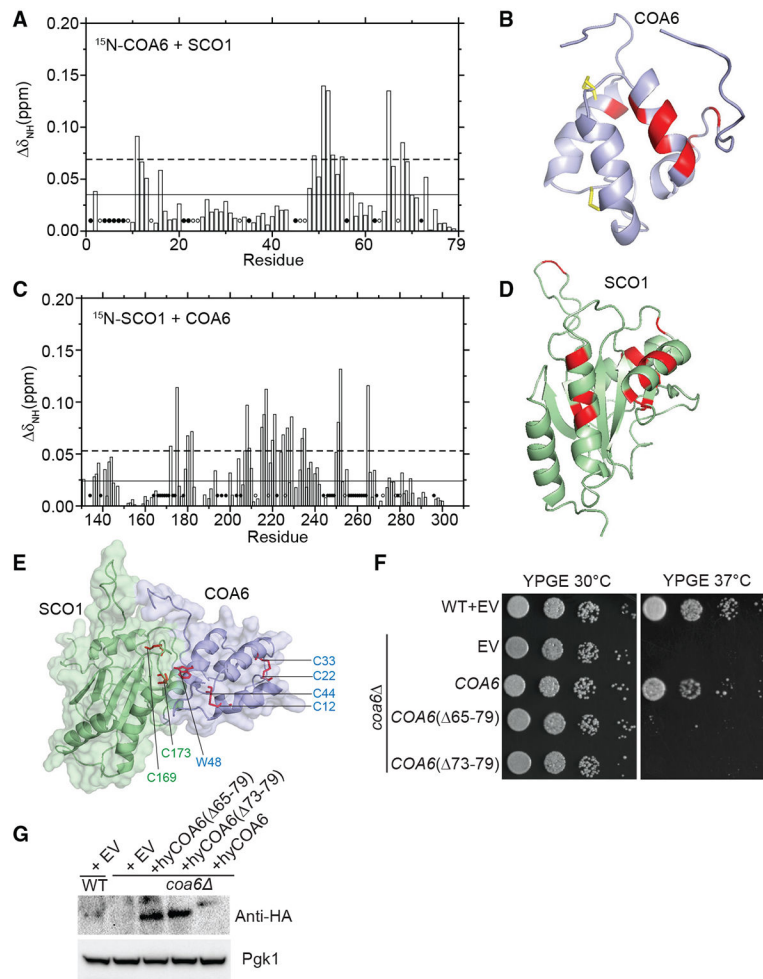 A
¹⁵N-COA6 + SCO1
ΔδNH(ppm)
0.20
0.15
0.10
0.05
0.00
1 20 40 60 79
Residue
B
COA6
C
¹⁵N-SCO1 + COA6
ΔδNH(ppm)
0.20
0.15
0.10
0.05
0.00
140 160 180 200 220 240 260 280 300
Residue
D
SCO1
E
SCO1
COA6
C33
C22
C44
C12
W48
C173
C169
F
YPGE 30°C YPGE 37°C
WT+EV
coa6Δ
EV
COA6
COA6(Δ65-79)
COA6(Δ73-79)
G
+ EV
+ EV
+hyCOA6(Δ65-79)
+hyCOA6(Δ73-79)
+hyCOA6
WT coa6Δ
Anti-HA
Pgk1